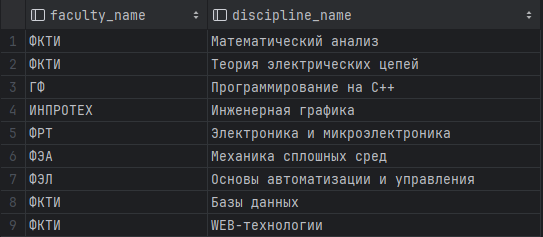 faculty_name discipline_name
1 ФКТИ Математический анализ
2 ФКТИ Теория электрических цепей
3 ГФ Программирование на C++
4 ИНПРОТЕХ Инженерная графика
5 ФРТ Электроника и микроэлектроника
6 ФЭА Механика сплошных сред
7 ФЭЛ Основы автоматизации и управления
8 ФКТИ Базы данных
9 ФКТИ WEB-технологии